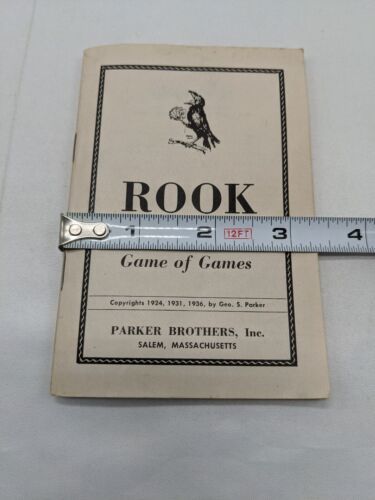 ROOK
1 2 12FT 3 4
Game of Games
Copyrights 1924, 1931, 1936, by Geo. S. Parker
PARKER BROTHERS, Inc.
SALEM, MASSACHUSETTS